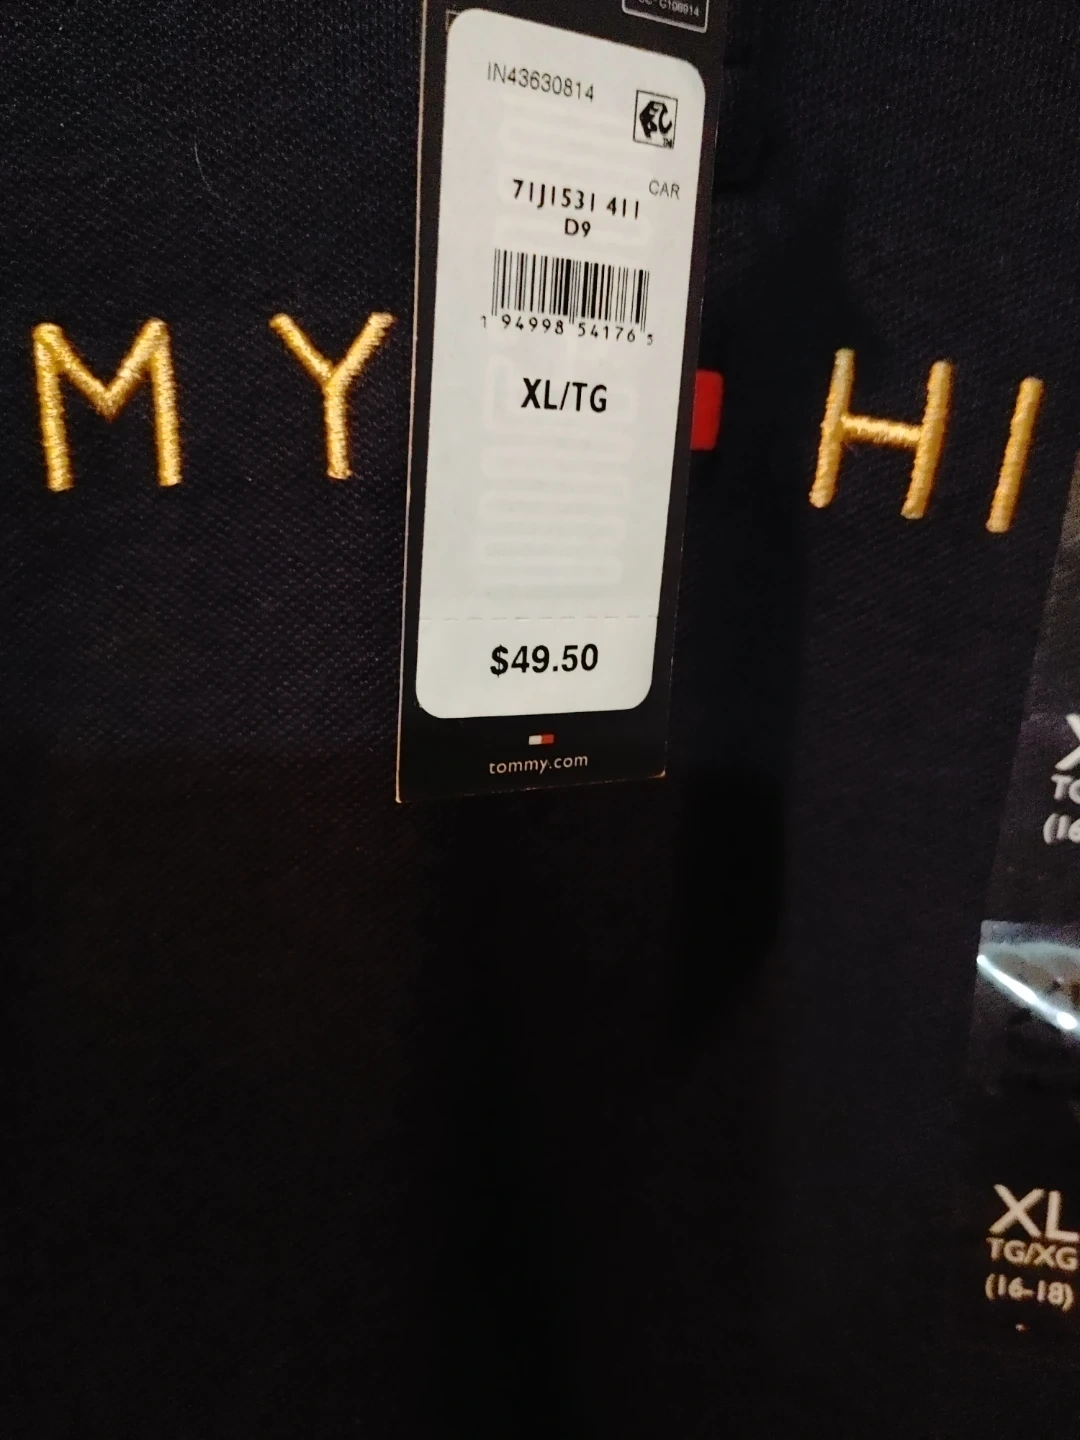 IN43630814
CAR
71J1531 411
D9
1 94998 54176 5
XL/TG
MY HI
$49.50
tommy.com
XL
TG/XG
(16-18)